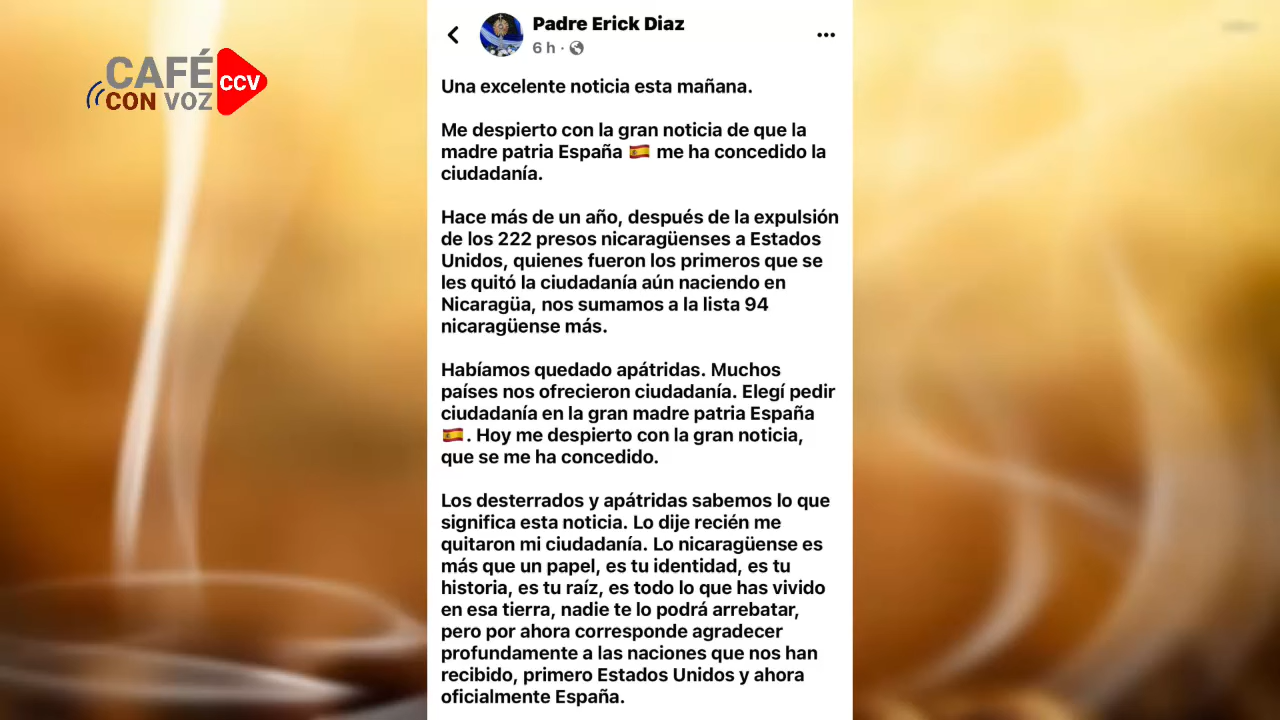 CAFÉ
CON VOZ
CCV
Padre Erick Diaz
6 h ·
Una excelente noticia esta mañana.
Me despierto con la gran noticia de que la
madre patria España 🇪🇸 me ha concedido la
ciudadanía.
Hace más de un año, después de la expulsión
de los 222 presos nicaragüenses a Estados
Unidos, quienes fueron los primeros que se
les quitó la ciudadanía aún naciendo en
Nicaragüa, nos sumamos a la lista 94
nicaragüense más.
Habíamos quedado apátridas. Muchos
países nos ofrecieron ciudadanía. Elegí pedir
ciudadanía en la gran madre patria España
🇪🇸. Hoy me despierto con la gran noticia,
que se me ha concedido.
Los desterrados y apátridas sabemos lo que
significa esta noticia. Lo dije recién me
quitaron mi ciudadanía. Lo nicaragüense es
más que un papel, es tu identidad, es tu
historia, es tu raíz, es todo lo que has vivido
en esa tierra, nadie te lo podrá arrebatar,
pero por ahora corresponde agradecer
profundamente a las naciones que nos han
recibido, primero Estados Unidos y ahora
oficialmente España.